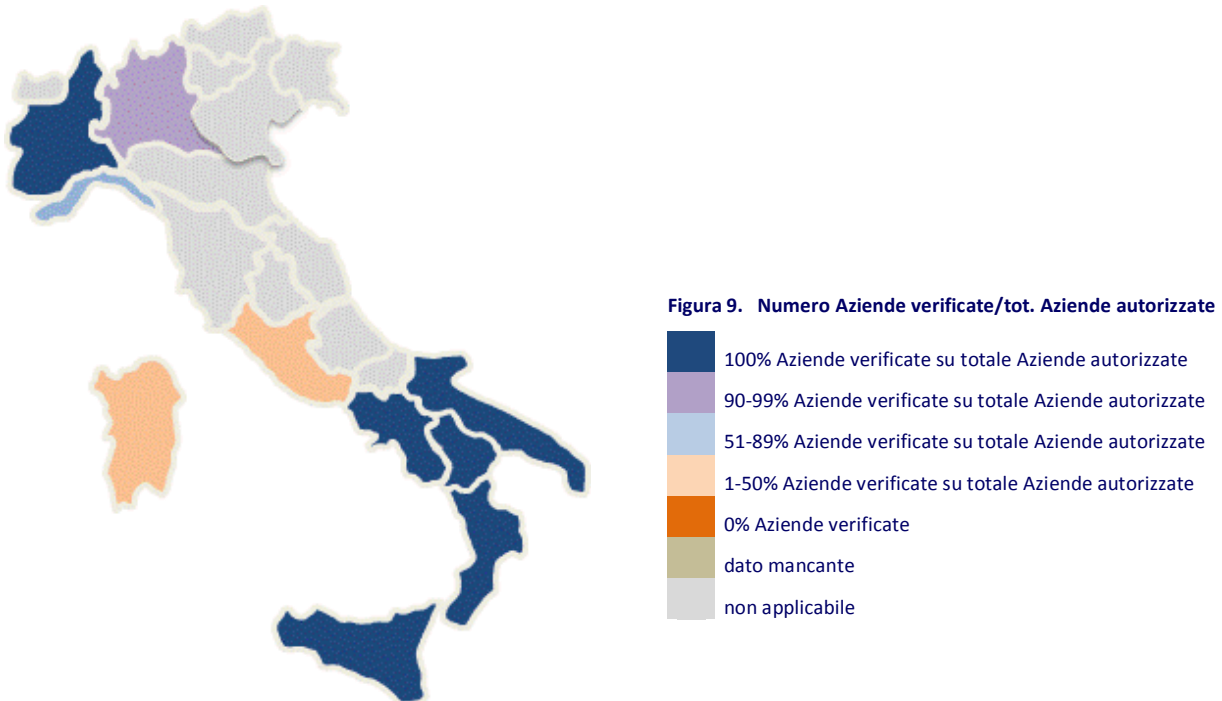 Figura 9. Numero Aziende verificate/tot. Aziende autorizzate
100% Aziende verificate su totale Aziende autorizzate
90-99% Aziende verificate su totale Aziende autorizzate
51-89% Aziende verificate su totale Aziende autorizzate
1-50% Aziende verificate su totale Aziende autorizzate
0% Aziende verificate
dato mancante
non applicabile